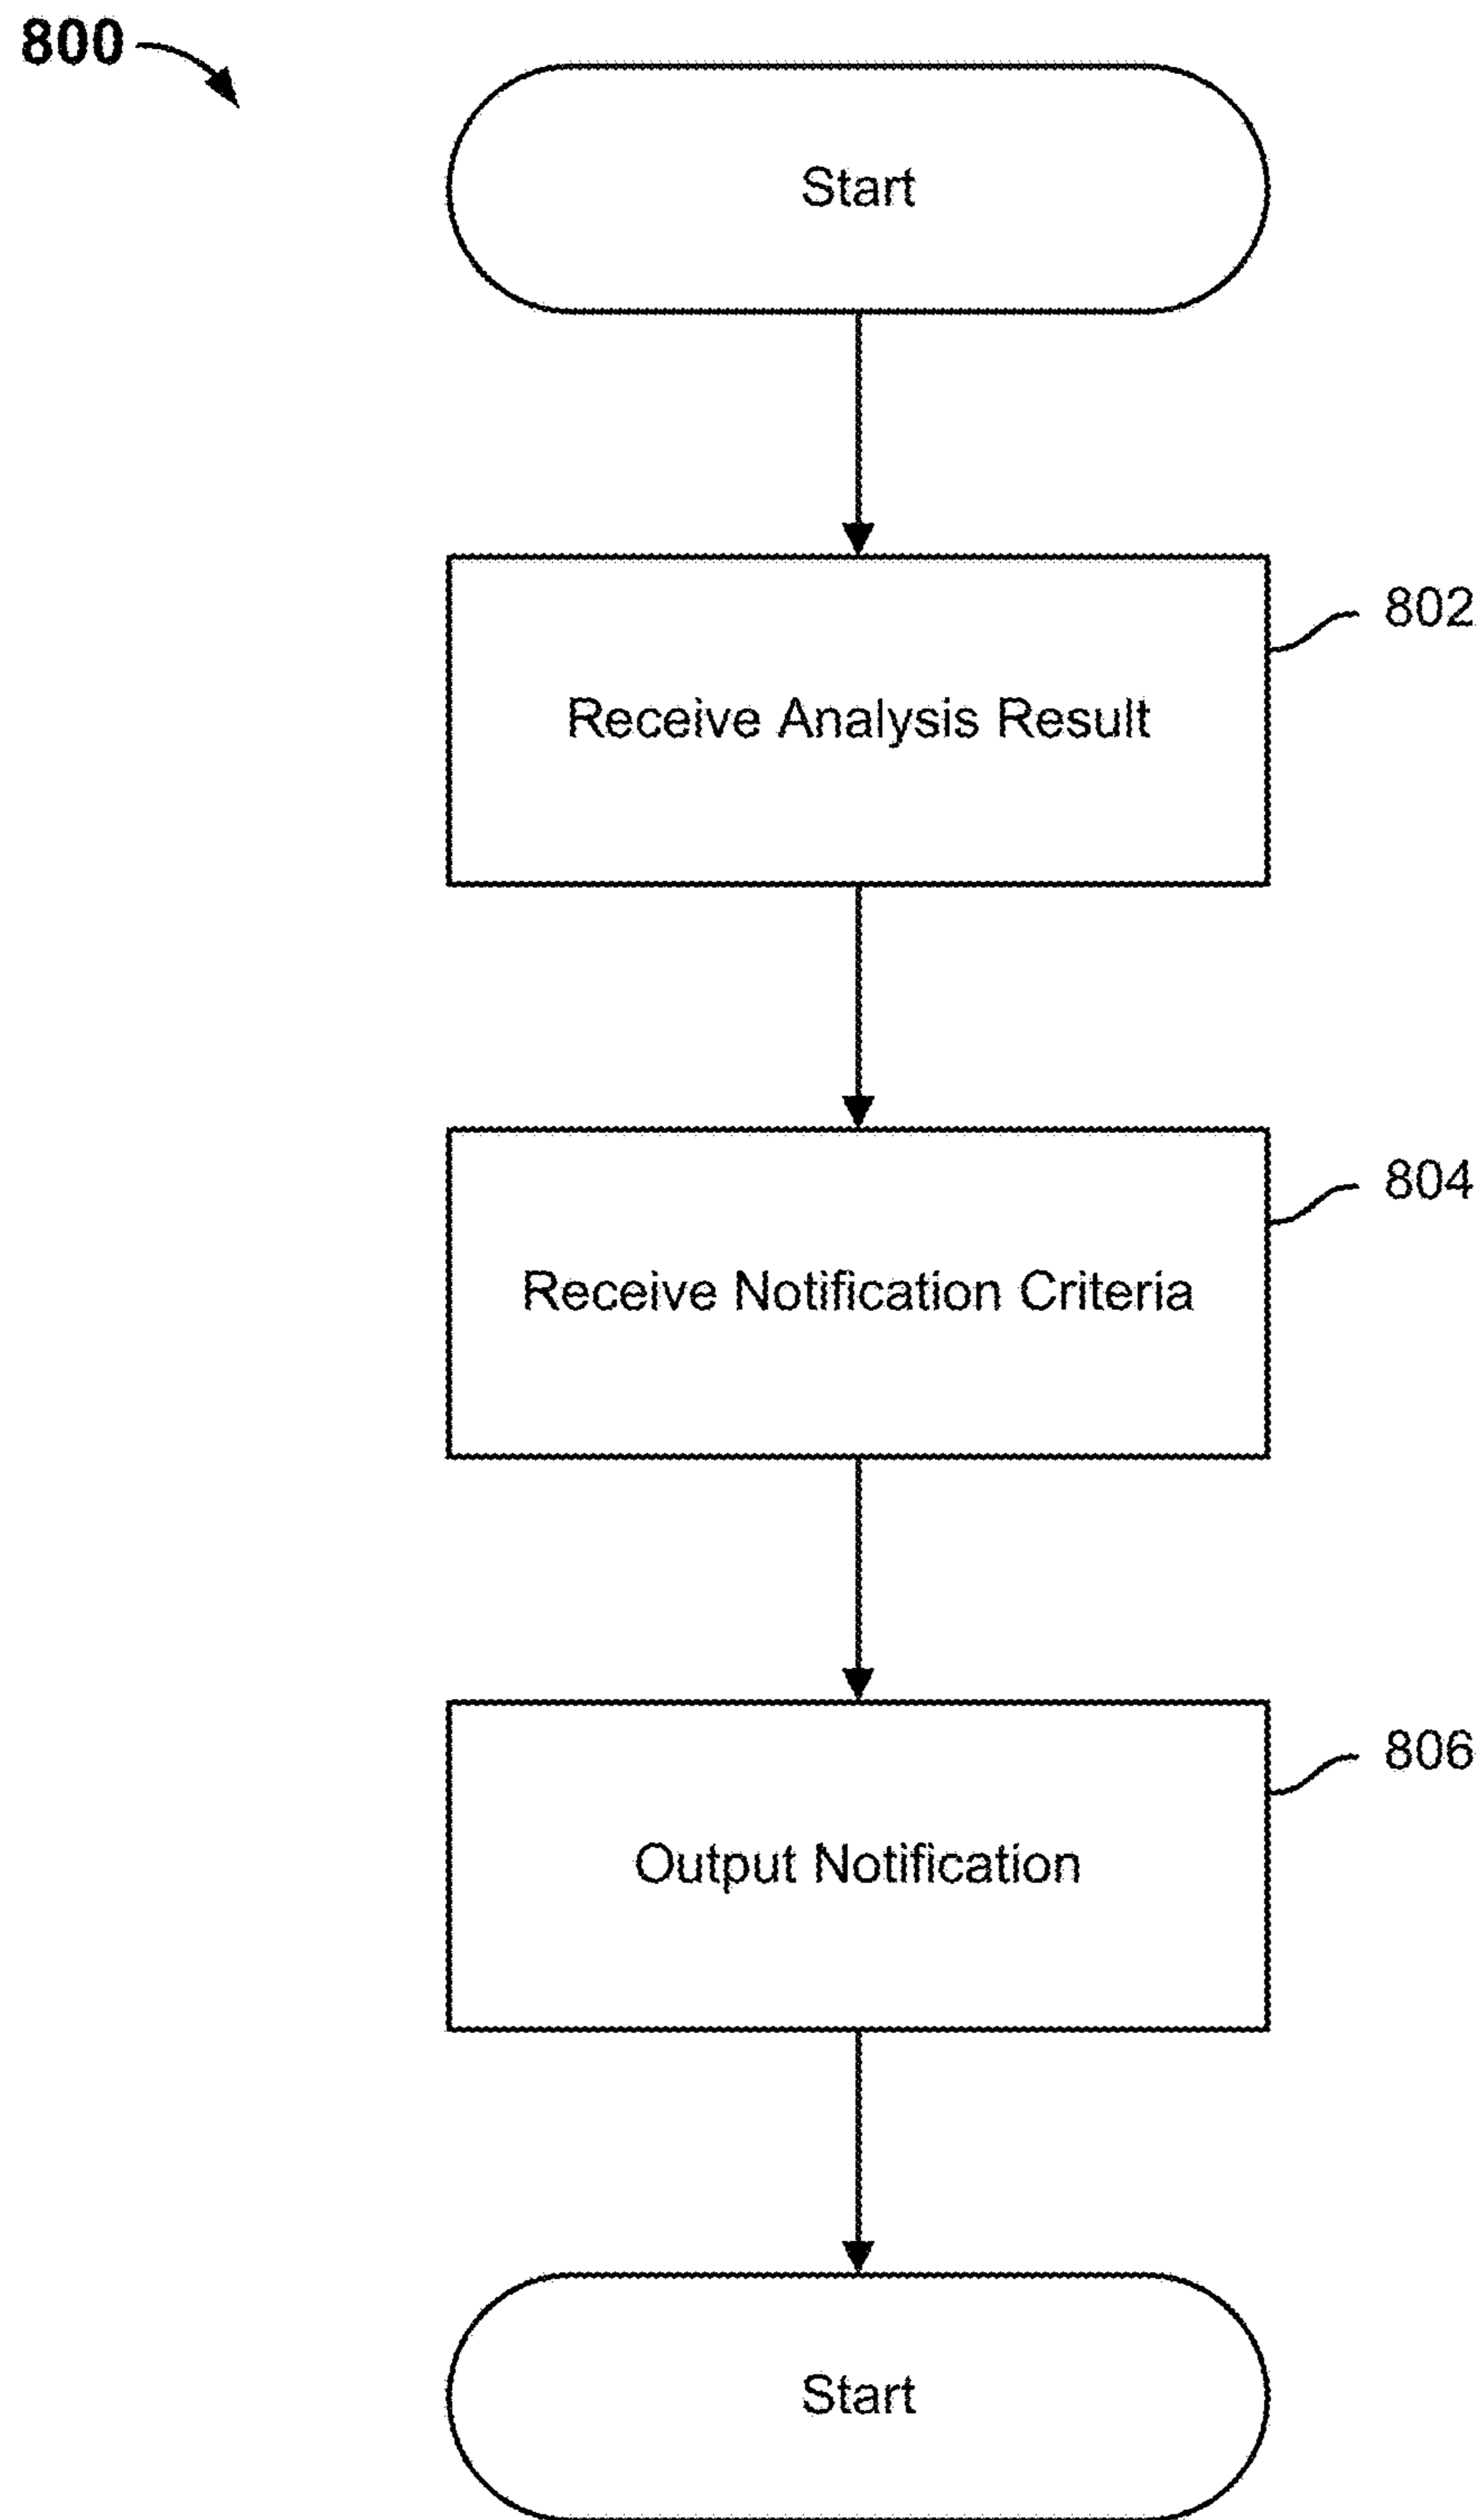 800
Start
802
Receive Analysis Result
804
Receive Notification Criteria
806
Output Notification
Start